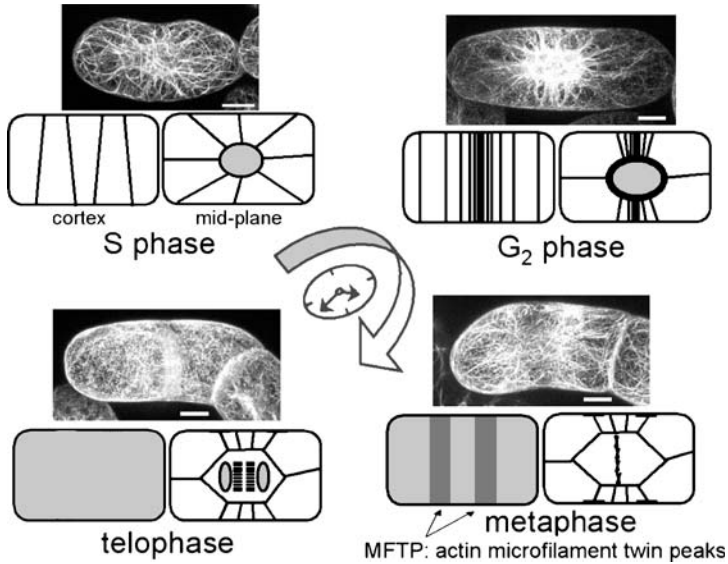 cortex
mid-plane
S phase
G₂ phase
telophase
metaphase
MFTP: actin microfilament twin peaks